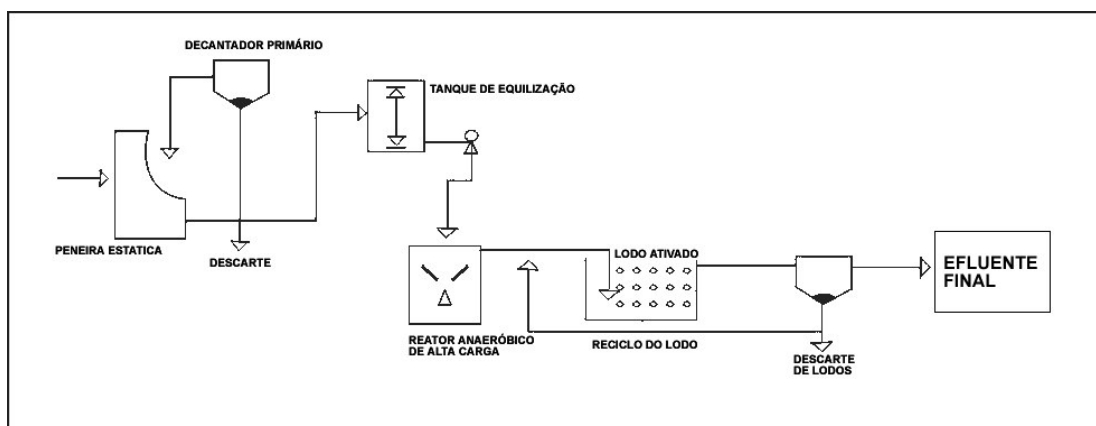 DECANTADOR PRIMÁRIO
TANQUE DE EQUILIZAÇÃO
PENEIRA ESTATICA
DESCARTE
LODO ATIVADO
EFLUENTE
FINAL
REATOR ANAERÓBICO
DE ALTA CARGA
RECICLO DO LODO
DESCARTE
DE LODOS